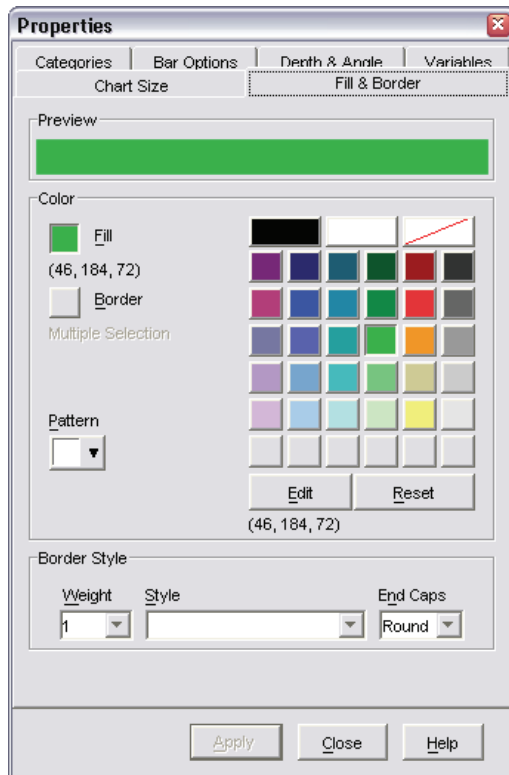 Properties
Categories Bar Options Depth & Angle Variables
Chart Size Fill & Border
Preview
Color
Fill
(46, 184, 72)
Border
Multiple Selection
Pattern
Edit Reset
(46, 184, 72)
Border Style
Weight Style End Caps
1 Round
Apply Close Help